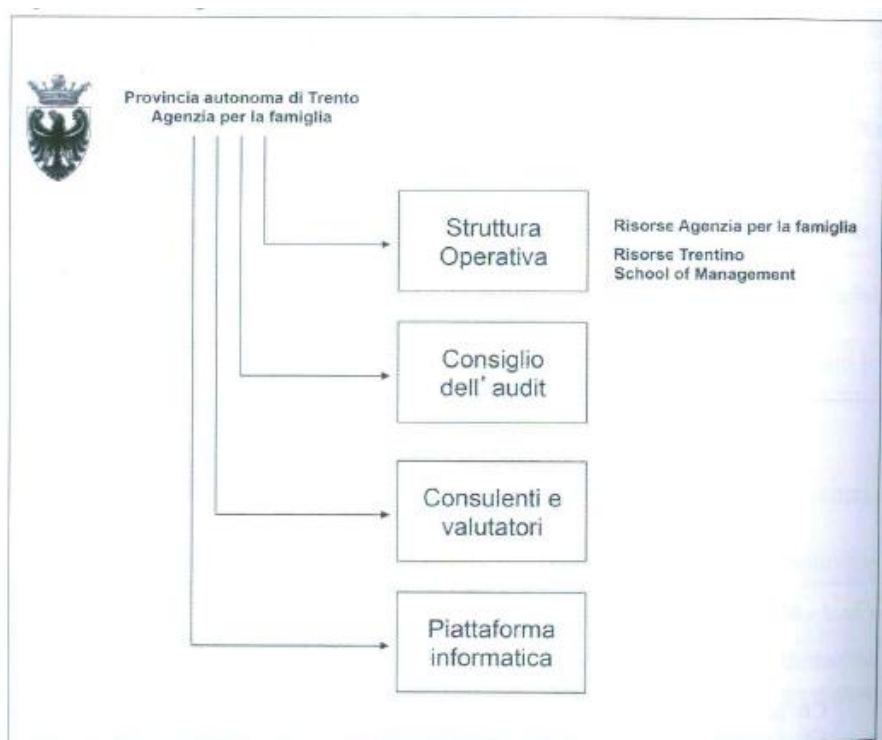 Provincia autonoma di Trento
Agenzia per la famiglia
Struttura
Operativa
Risorse Agenzia per la famiglia
Risorse Trentino
School of Management
Consiglio
dell' audit
Consulenti e
valutatori
Piattaforma
informatica